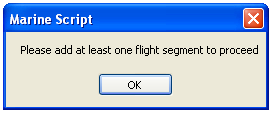 Marine Script
Please add at least one flight segment to proceed
OK